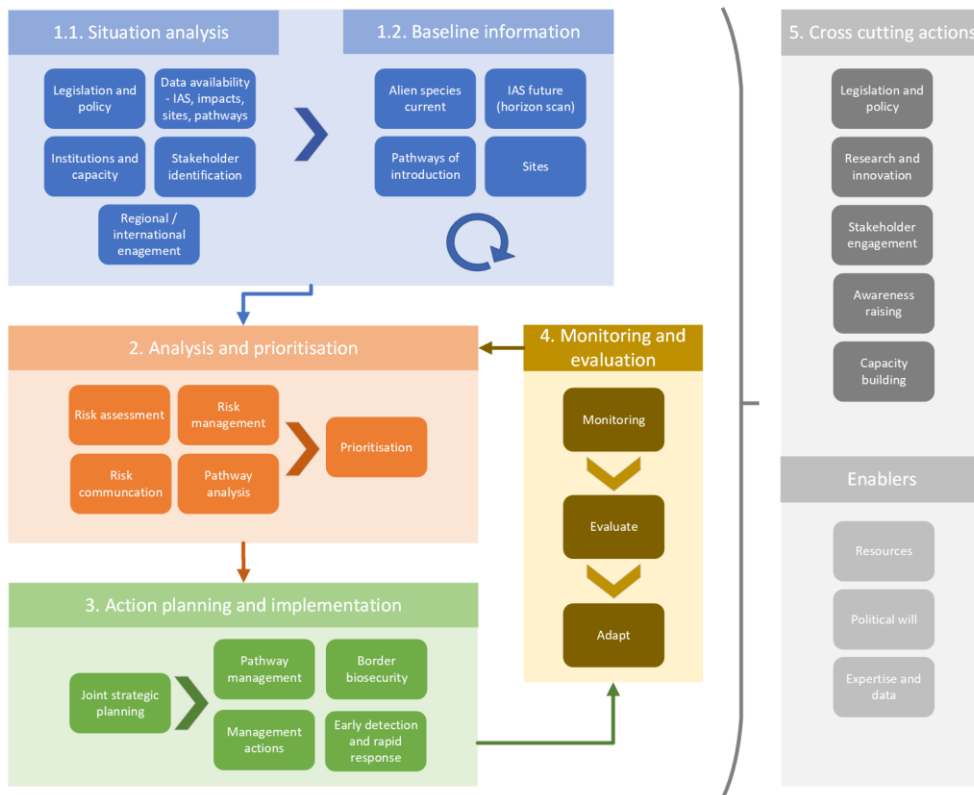 1.1. Situation analysis
Legislation and
policy
Data availability
- IAS, impacts,
sites, pathways
Institutions and
capacity
Stakeholder
identification
Regional /
international
enagement
1.2. Baseline information
Alien species
current
IAS future
(horizon scan)
Pathways of
introduction
Sites
2. Analysis and prioritisation
Risk assessment
Risk
management
Risk
communcation
Pathway
analysis
Prioritisation
3. Action planning and implementation
Joint strategic
planning
Pathway
management
Border
biosecurity
Management
actions
Early detection
and rapid
response
4. Monitoring and
evaluation
Monitoring
Evaluate
Adapt
5. Cross cutting actions
Legislation and
policy
Research and
innovation
Stakeholder
engagement
Awareness
raising
Capacity
building
Enablers
Resources
Political will
Expertise and
data